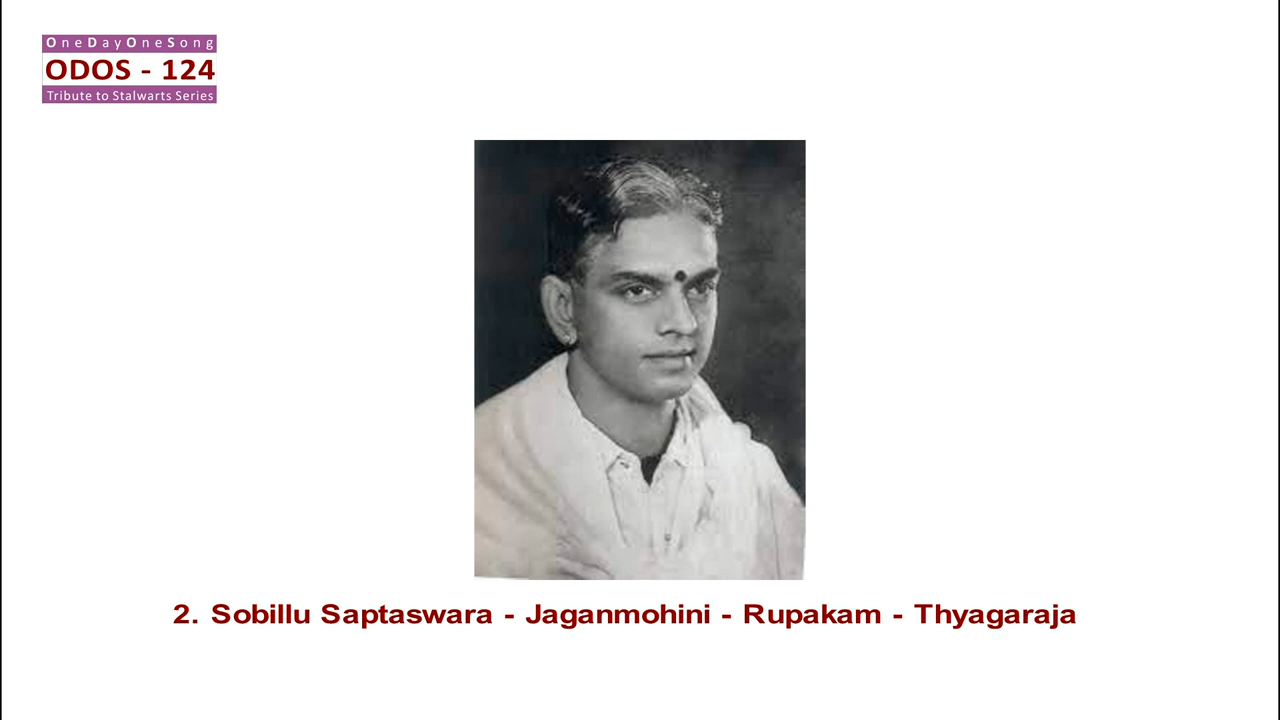 OneDayOneSong
ODOS - 124
Tribute to Stalwarts Series
2. Sobillu Saptaswara - Jaganmohini - Rupakam - Thyagaraja